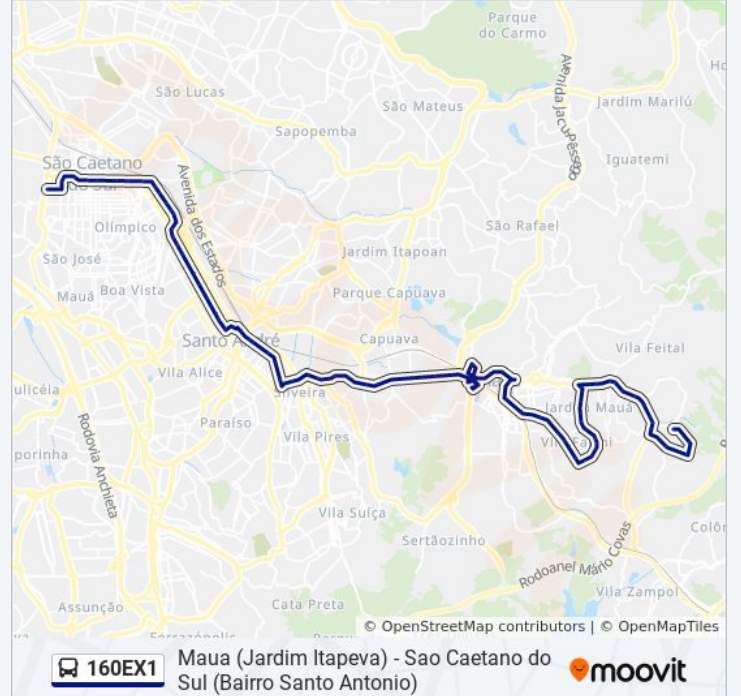 Parque
do Carmo
São Lucas
São Mateus
Avenida Jacu-Pêssego
Jardim Marilú
Sapopemba
Iguatemi
São Caetano
do Sul
Avenida dos Estados
Olímpico
São Rafael
São José
Jardim Itapoan
Mauá
Boa Vista
Parque Capuava
Santo André
Capuava
Vila Feital
Vila Alice
ulicéia
Silveira
Jardim Mauá
Paraíso
Vila Pires
porinha
Rodovia Anchieta
Vila Suíça
Colôn
Sertãozinho
Rodoanel Mário Covas
Vila Zampol
Assunção
Cata Preta
© OpenStreetMap contributors | © OpenMapTiles
160EX1
Maua (Jardim Itapeva) - Sao Caetano do
Sul (Bairro Santo Antonio)
moovit